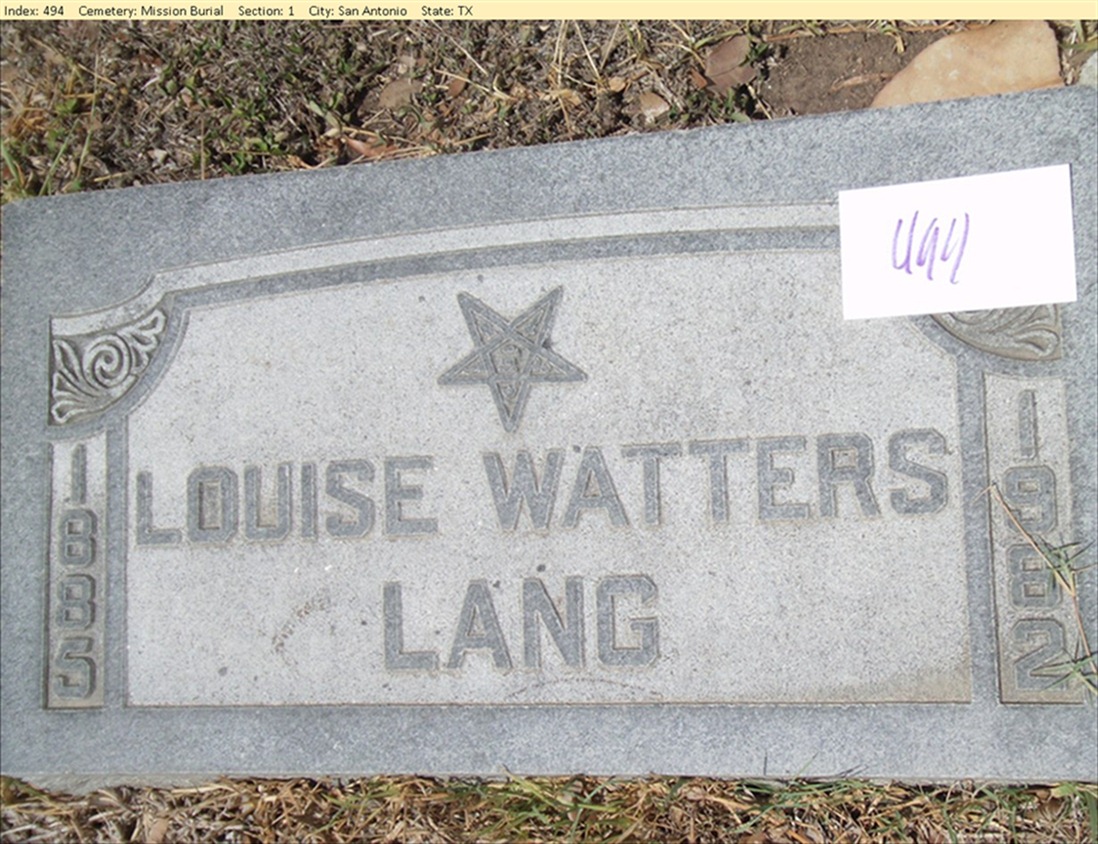 Index: 494 Cemetery: Mission Burial Section: 1 City: San Antonio State: TX
494
LOUISE WATTERS
LANG
1885
1982